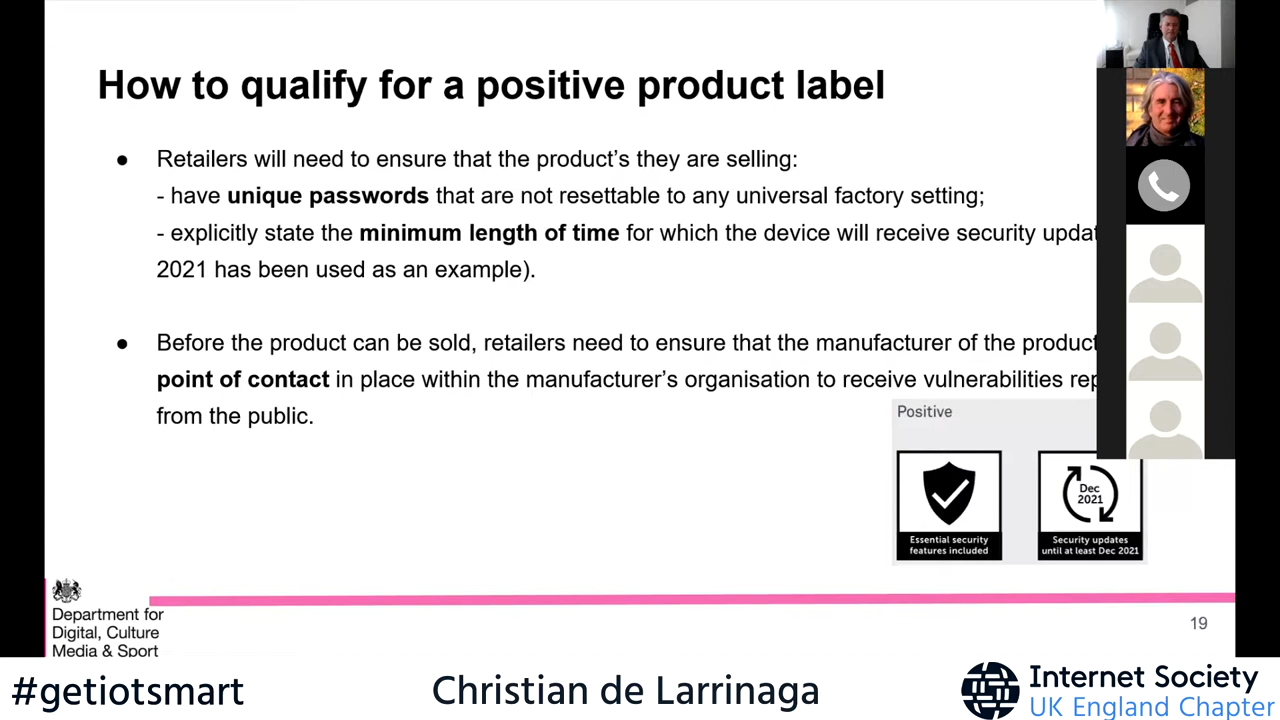 How to qualify for a positive product label
● Retailers will need to ensure that the product's they are selling:
- have unique passwords that are not resettable to any universal factory setting;
- explicitly state the minimum length of time for which the device will receive security
2021 has been used as an example).
● Before the product can be sold, retailers need to ensure that the manufacturer of the product
point of contact in place within the manufacturer's organisation to receive vulnerabilities
from the public.
Positive
Essential security
features included
Dec
2021
Security updates
until at least Dec 2021
Department for
Digital, Culture
Media & Sport
19
#getiotsmart
Christian de Larrinaga
Internet Society
UK England Chapter